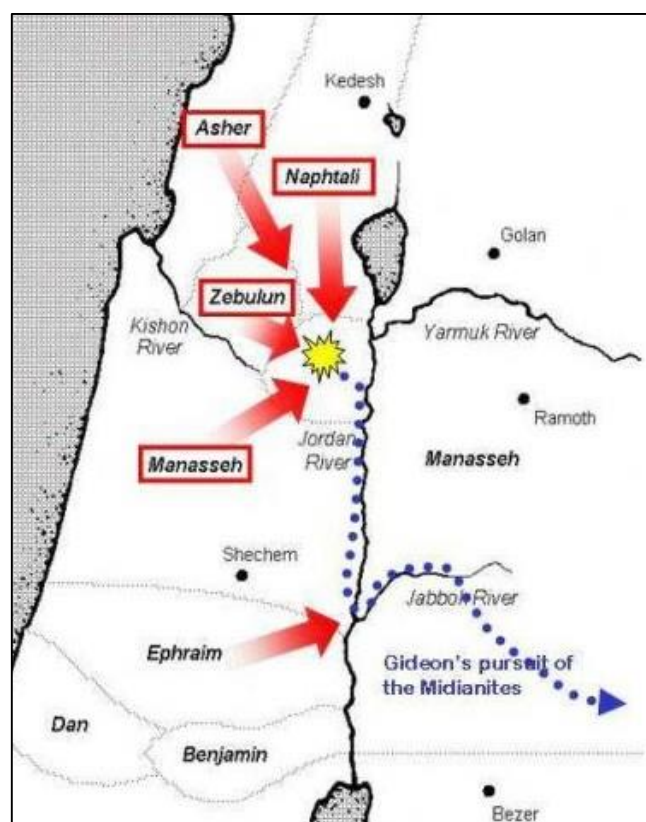 Kedesh
Asher
Naphtali
Golan
Zebulun
Kishon
River
Yarmuk River
Ramoth
Jordan
River
Manasseh
Manasseh
Shechem
Jabbok River
Ephraim
Gideon's pursuit of
the Midianites
Dan
Benjamin
Bezer